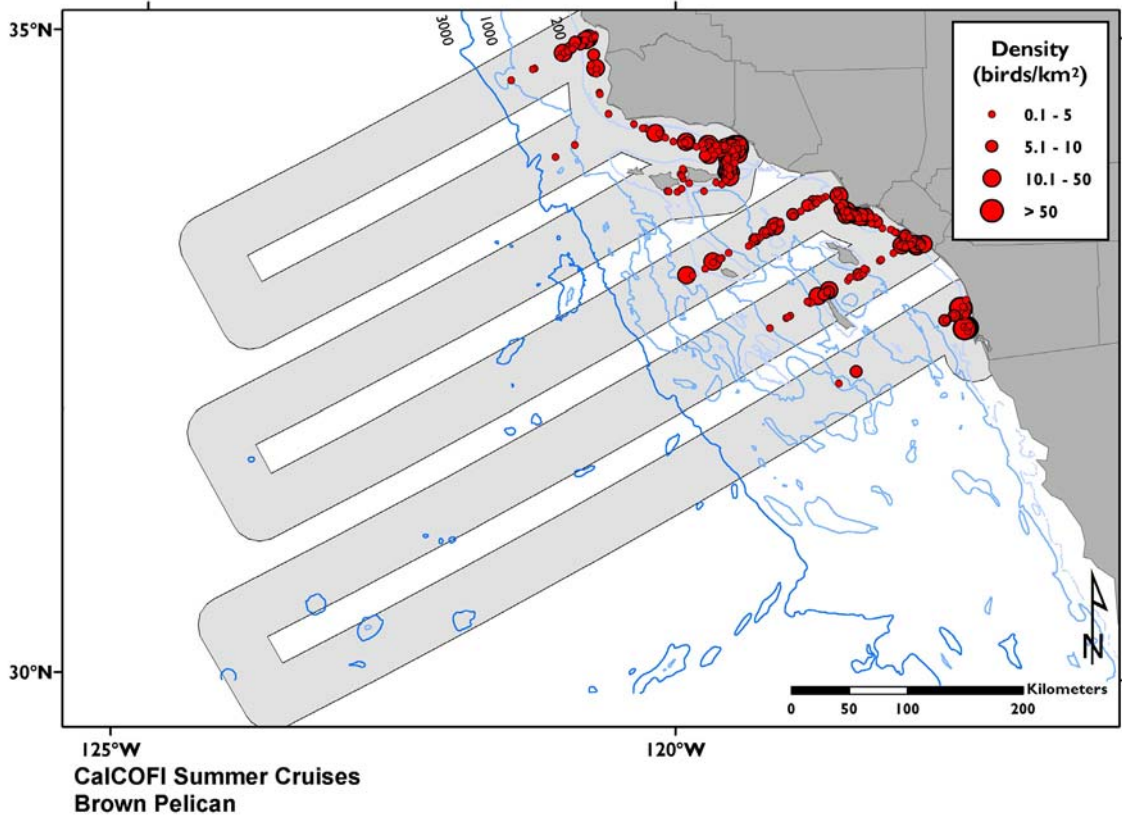 35°N
3000
1000
200
Density
(birds/km²)
0.1 - 5
5.1 - 10
10.1 - 50
> 50
30°N
N
Kilometers
0 50 100 200
125°W 120°W
CalCOFI Summer Cruises
Brown Pelican